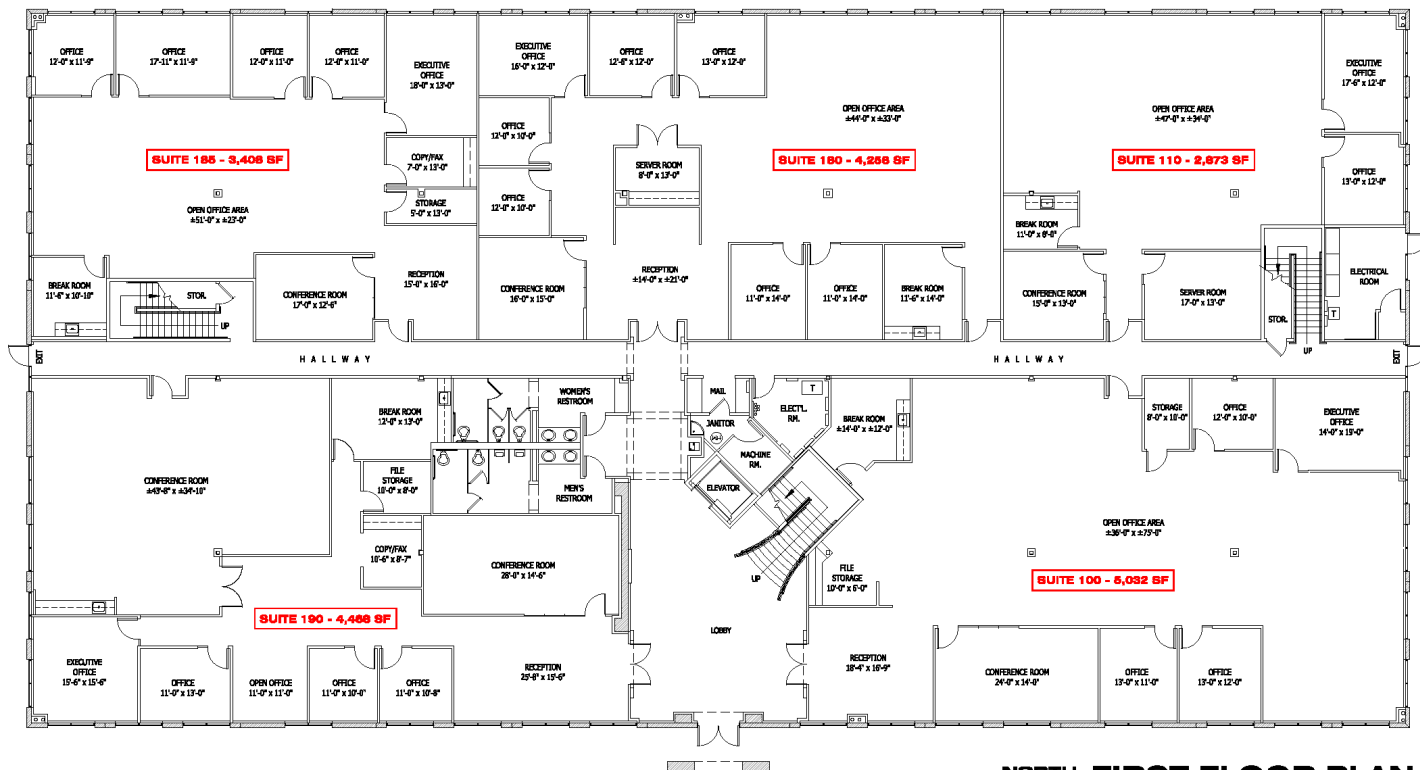 OFFICE
12'-0" x 11'-9"
OFFICE
17'-11" x 11'-9"
OFFICE
12'-0" x 11'-0"
OFFICE
12'-0" x 11'-0"
EXECUTIVE
OFFICE
18'-0" x 13'-0"
EXECUTIVE
OFFICE
16'-0" x 12'-0"
OFFICE
12'-6" x 12'-0"
OFFICE
13'-0" x 12'-0"
EXECUTIVE
OFFICE
17'-6" x 12'-0"
OPEN OFFICE AREA
±44'-0" x ±33'-0"
OPEN OFFICE AREA
±47'-0" x ±34'-0"
OFFICE
12'-0" x 10'-0"
SUITE 185 - 3,408 SF
COPY/FAX
7'-0" x 13'-0"
SERVER ROOM
8'-0" x 13'-0"
SUITE 180 - 4,256 SF
SUITE 110 - 2,873 SF
OFFICE
13'-0" x 12'-0"
STORAGE
5'-0" x 13'-0"
OFFICE
12'-0" x 10'-0"
OPEN OFFICE AREA
±51'-0" x ±23'-0"
BREAK ROOM
11'-0" x 8'-0"
BREAK ROOM
11'-6" x 10'-10"
STOR.
UP
CONFERENCE ROOM
17'-0" x 12'-6"
RECEPTION
15'-0" x 16'-0"
CONFERENCE ROOM
16'-0" x 15'-0"
RECEPTION
±14'-0" x ±21'-0"
OFFICE
11'-0" x 14'-0"
OFFICE
11'-0" x 14'-0"
BREAK ROOM
11'-6" x 14'-0"
CONFERENCE ROOM
15'-0" x 13'-0"
SERVER ROOM
17'-0" x 13'-0"
STOR.
UP
ELECTRICAL
ROOM
T
EXIT
HALLWAY
HALLWAY
EXIT
WOMEN'S
RESTROOM
MAIL
ELECT'L.
RM.
T
BREAK ROOM
12'-0" x 13'-0"
JANITOR
BREAK ROOM
±14'-0" x ±12'-0"
STORAGE
8'-0" x 10'-0"
OFFICE
12'-0" x 10'-0"
EXECUTIVE
OFFICE
14'-0" x 19'-0"
MACHINE
RM.
CONFERENCE ROOM
±43'-8" x ±34'-10"
FILE
STORAGE
10'-0" x 8'-0"
MEN'S
RESTROOM
ELEVATOR
OPEN OFFICE AREA
±36'-0" x ±75'-0"
COPY/FAX
10'-6" x 8'-7"
CONFERENCE ROOM
28'-0" x 14'-6"
UP
FILE
STORAGE
10'-0" x 6'-0"
SUITE 100 - 5,032 SF
SUITE 190 - 4,466 SF
LOBBY
EXECUTIVE
OFFICE
15'-6" x 15'-6"
OFFICE
11'-0" x 13'-0"
OPEN OFFICE
11'-0" x 11'-0"
OFFICE
11'-0" x 10'-8"
OFFICE
11'-0" x 10'-8"
RECEPTION
25'-8" x 15'-6"
RECEPTION
18'-4" x 16'-9"
CONFERENCE ROOM
24'-0" x 14'-0"
OFFICE
13'-0" x 11'-0"
OFFICE
13'-0" x 12'-0"
NORTH FIRST FLOOR PLAN